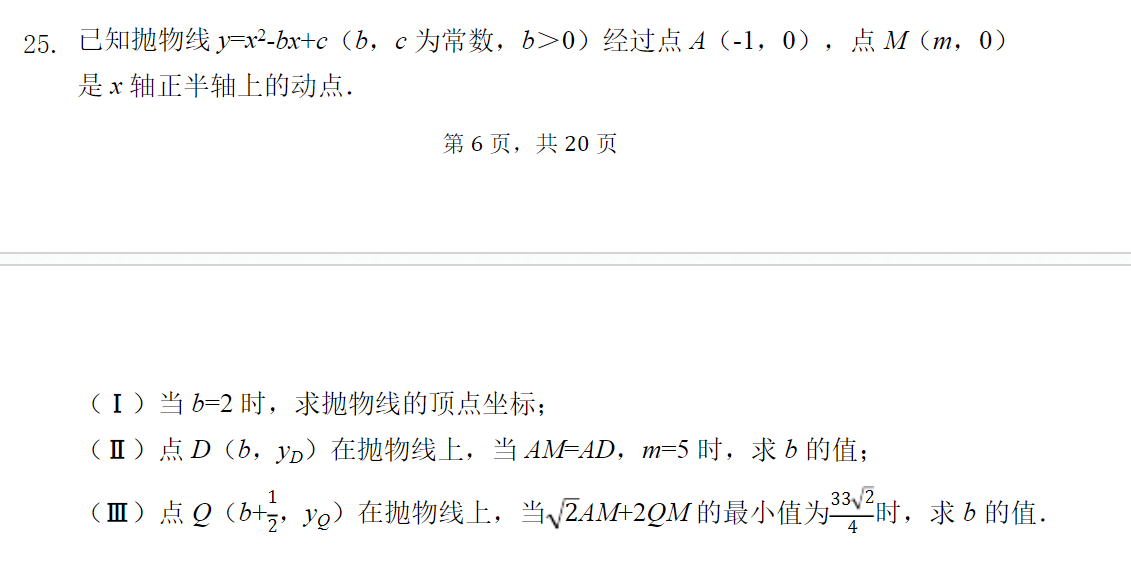 25. 已知抛物线 y=x²-bx+c（b，c 为常数，b＞0）经过点 A（-1，0），点 M（m，0）
是 x 轴正半轴上的动点．
第 6 页，共 20 页
（Ⅰ）当 b=2 时，求抛物线的顶点坐标；
（Ⅱ）点 D（b，y_D）在抛物线上，当 AM=AD，m=5 时，求 b 的值；
（Ⅲ）点 Q（b+\frac{1}{2}，y_Q）在抛物线上，当√2AM+2QM 的最小值为\frac{33√2}{4}时，求 b 的值．